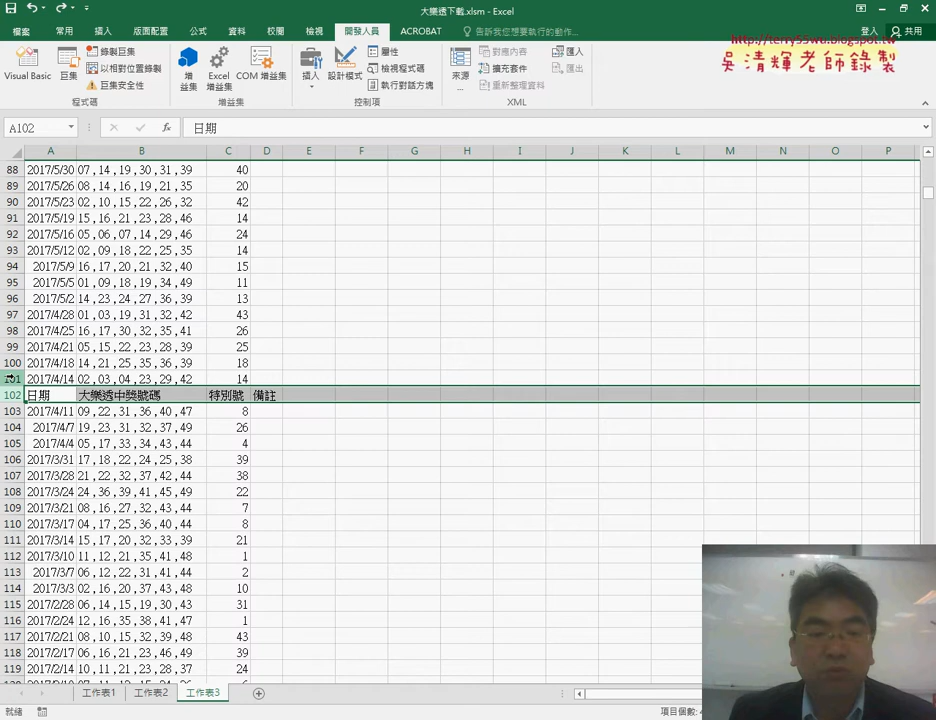 大樂透下載.xlsm - Excel
檔案 常用 插入 版面配置 公式 資料 校閱 檢視 開發人員 ACROBAT 告訴我您想要執行的動作... 登入 共用
http://terry55wu.blogspot.tw
吳清輝老師錄製
Visual Basic 巨集 錄製巨集 以相對位置錄製 巨集安全性 增益集 Excel 增益集 COM 增益集 插入 設計模式 屬性 檢視程式碼 執行對話方塊 來源... 對應內容 擴充套件 重新整理資料 匯入 匯出
程式碼 增益集 控制項 XML
A102 fx 日期
A B C D E F G H I J K L M N O P
88 2017/5/30 07 , 14 , 19 , 30 , 31 , 39 40
89 2017/5/26 08 , 14 , 16 , 19 , 21 , 35 20
90 2017/5/23 02 , 10 , 15 , 22 , 26 , 32 42
91 2017/5/19 15 , 16 , 21 , 23 , 28 , 46 14
92 2017/5/16 05 , 06 , 07 , 14 , 29 , 46 24
93 2017/5/12 02 , 09 , 18 , 22 , 25 , 35 14
94 2017/5/9 16 , 17 , 20 , 21 , 32 , 40 15
95 2017/5/5 01 , 09 , 18 , 19 , 34 , 49 11
96 2017/5/2 14 , 23 , 24 , 27 , 36 , 39 13
97 2017/4/28 01 , 03 , 19 , 31 , 32 , 42 43
98 2017/4/25 16 , 17 , 30 , 32 , 35 , 41 26
99 2017/4/21 05 , 15 , 22 , 23 , 28 , 39 25
100 2017/4/18 14 , 21 , 25 , 35 , 36 , 39 18
101 2017/4/14 02 , 03 , 04 , 23 , 29 , 42 14
102 日期 大樂透中獎號碼 特別號 備註
103 2017/4/11 09 , 22 , 31 , 36 , 40 , 47 8
104 2017/4/7 19 , 23 , 31 , 32 , 37 , 49 26
105 2017/4/4 05 , 17 , 33 , 34 , 43 , 44 4
106 2017/3/31 17 , 18 , 22 , 24 , 25 , 38 39
107 2017/3/28 21 , 22 , 32 , 37 , 42 , 44 38
108 2017/3/24 24 , 36 , 39 , 41 , 45 , 49 22
109 2017/3/21 08 , 16 , 27 , 32 , 43 , 44 7
110 2017/3/17 04 , 17 , 25 , 36 , 40 , 44 8
111 2017/3/14 15 , 17 , 20 , 32 , 33 , 39 21
112 2017/3/10 11 , 12 , 21 , 35 , 41 , 48 1
113 2017/3/7 06 , 12 , 22 , 31 , 41 , 44 2
114 2017/3/3 02 , 16 , 20 , 37 , 43 , 48 10
115 2017/2/28 06 , 14 , 15 , 19 , 30 , 43 31
116 2017/2/24 12 , 16 , 35 , 38 , 41 , 47 1
117 2017/2/21 08 , 10 , 15 , 32 , 39 , 48 43
118 2017/2/17 06 , 16 , 21 , 23 , 46 , 49 39
119 2017/2/14 10 , 11 , 21 , 23 , 28 , 37 24
工作表1 工作表2 工作表3
就緒 項目個數: